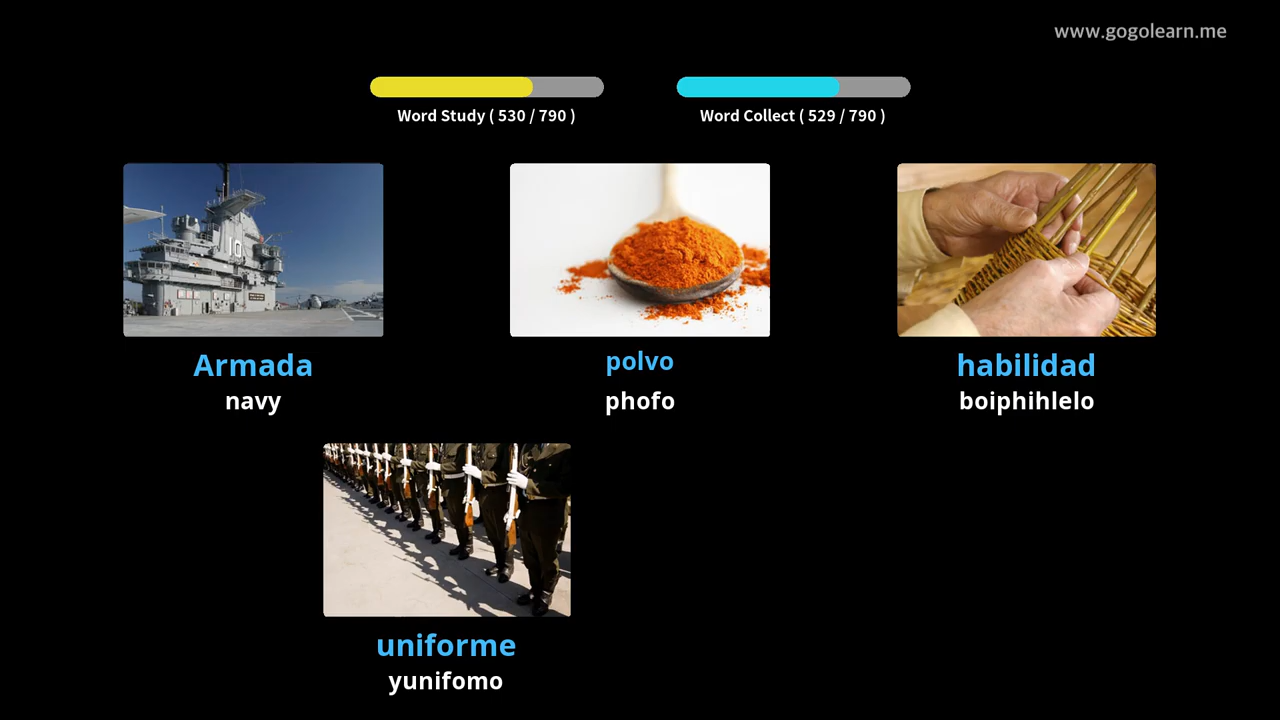 www.gogolearn.me
Word Study ( 530 / 790 )
Word Collect ( 529 / 790 )
10
Armada
navy
polvo
phofo
habilidad
boiphihlelo
uniforme
yunifomo